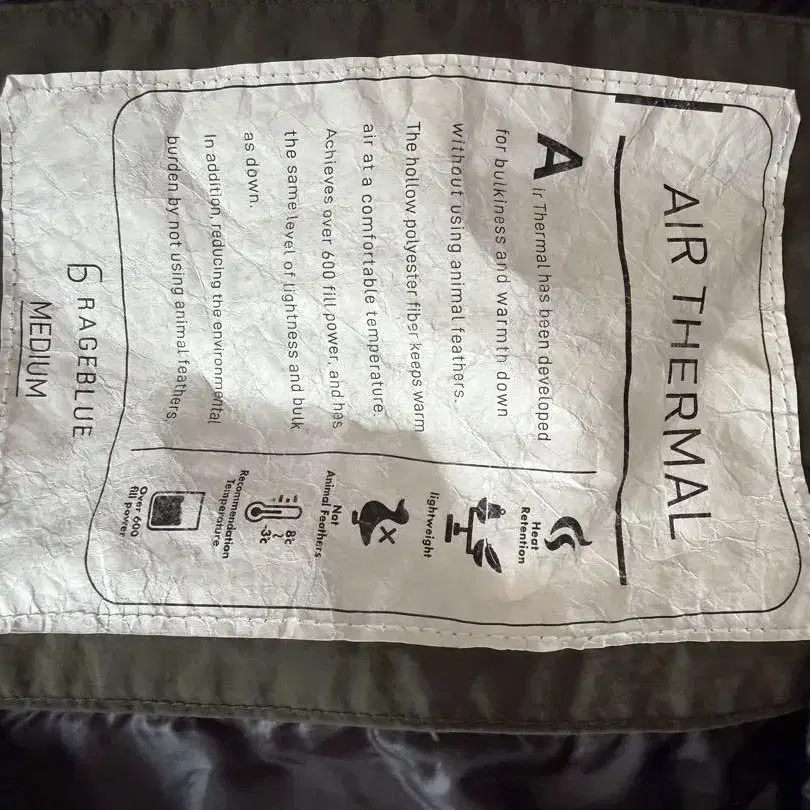 AIR THERMAL
Air Thermal has been developed
for bulkiness and warmth down
without using animal feathers.
The hollow polyester fiber keeps warm
air at a comfortable temperature.
Achieves over 600 fill power, and has
the same level of lightness and bulk
as down.
In addition, reducing the environmental
burden by not using animal feathers.
Heat
Retention
lightweight
Not
Animal Feathers
8℃
~
-3℃
Recommendation
Temperature
Over 600
fill power
RAGEBLUE
MEDIUM